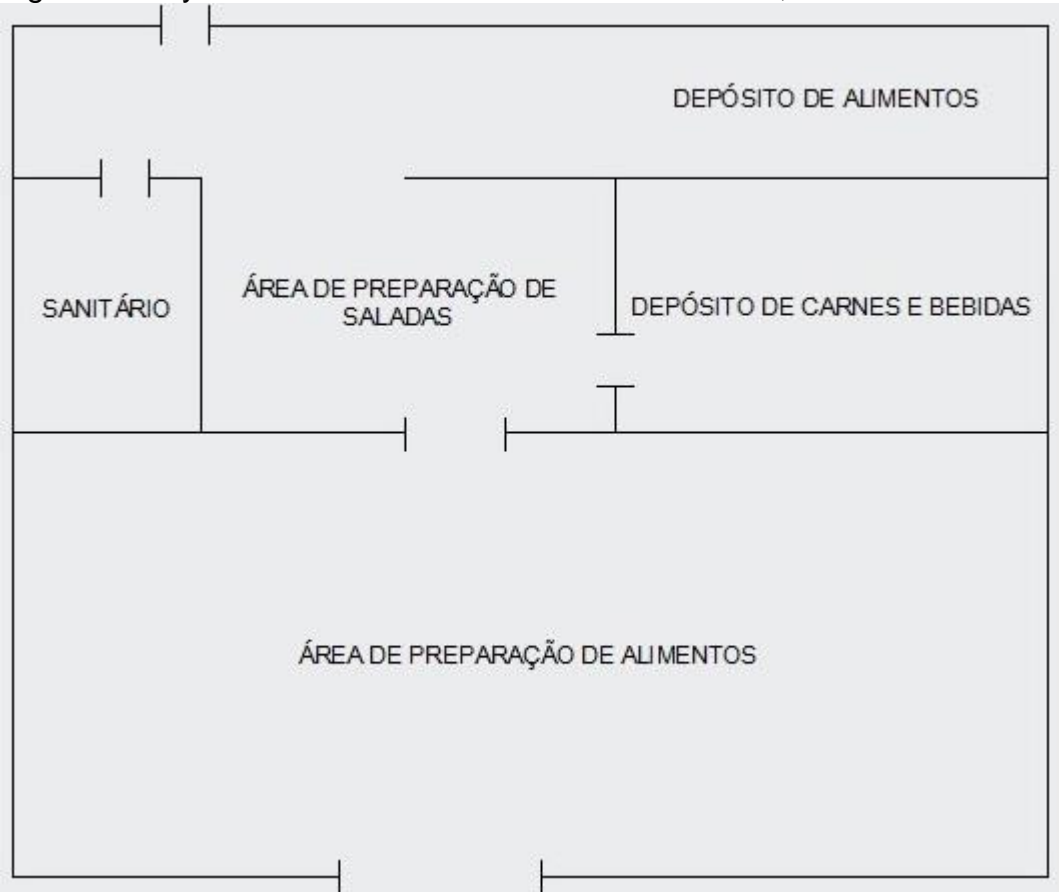 DEPÓSITO DE ALIMENTOS
SANITÁRIO
ÁREA DE PREPARAÇÃO DE
SALADAS
DEPÓSITO DE CARNES E BEBIDAS
ÁREA DE PREPARAÇÃO DE ALIMENTOS